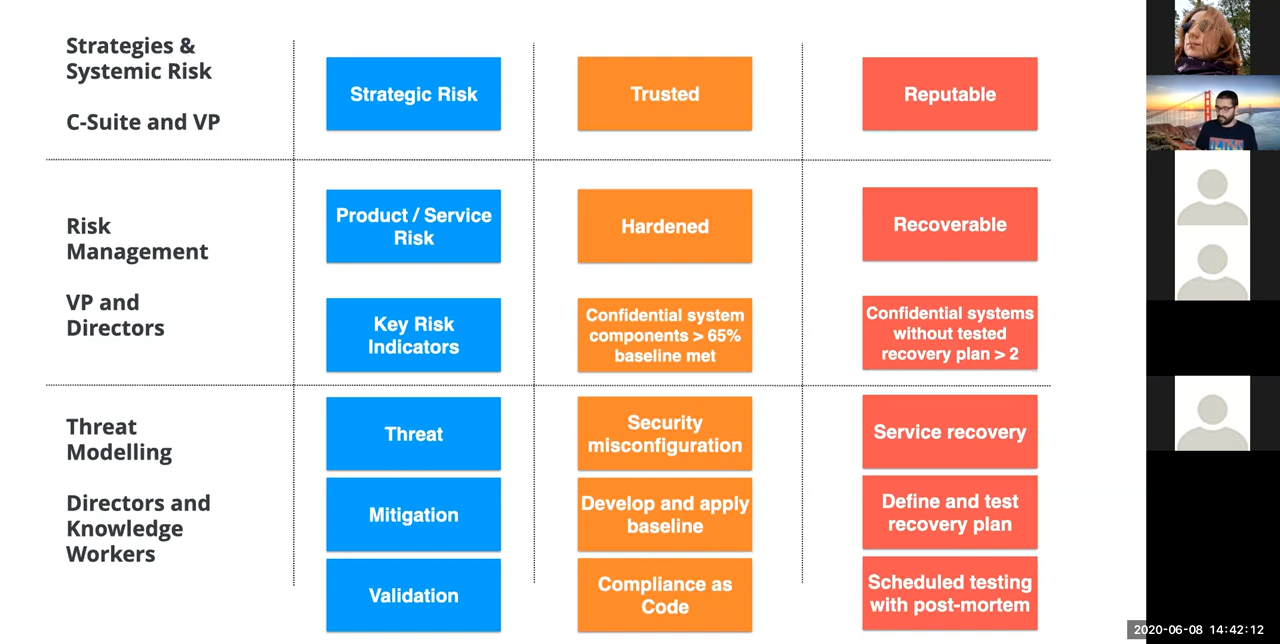 Strategies &
Systemic Risk
C-Suite and VP
Strategic Risk
Trusted
Reputable
Risk
Management
VP and
Directors
Product / Service
Risk
Hardened
Recoverable
Key Risk
Indicators
Confidential system
components > 65%
baseline met
Confidential systems
without tested
recovery plan > 2
Threat
Modelling
Directors and
Knowledge
Workers
Threat
Security
misconfiguration
Service recovery
Mitigation
Develop and apply
baseline
Define and test
recovery plan
Validation
Compliance as
Code
Scheduled testing
with post-mortem
2020-06-08 14:42:12